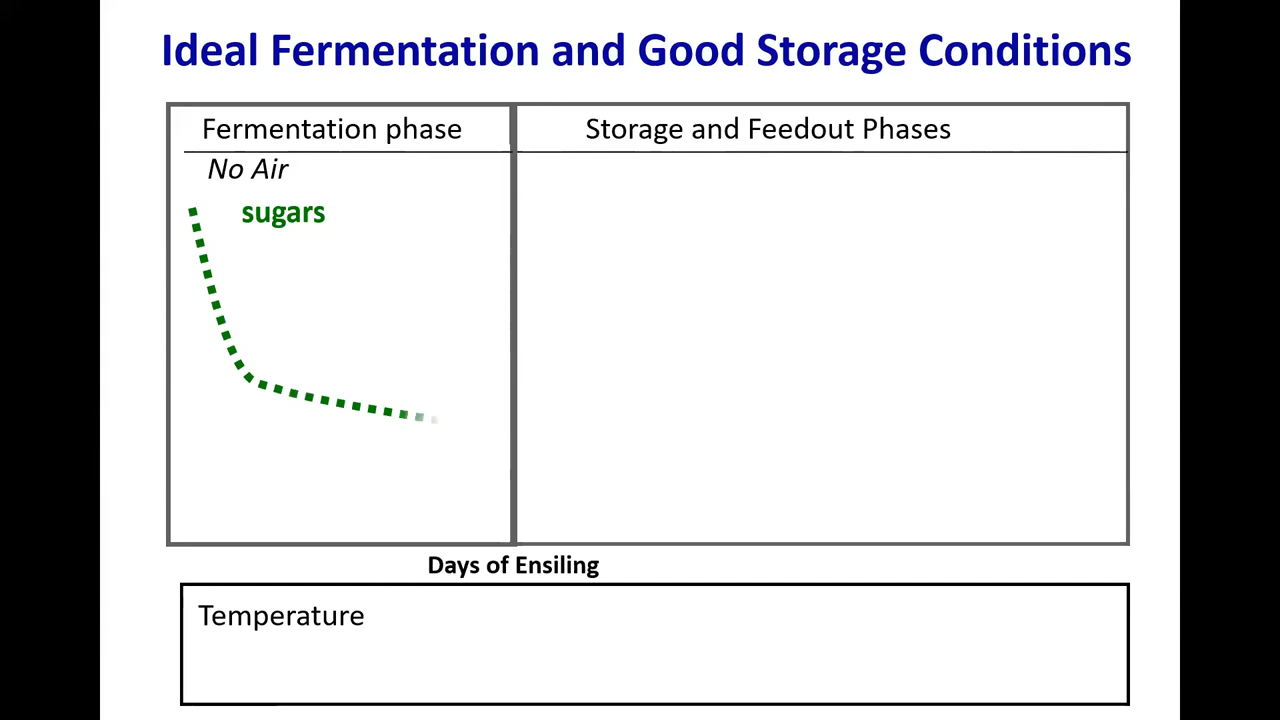 Ideal Fermentation and Good Storage Conditions
Fermentation phase
Storage and Feedout Phases
No Air
sugars
Days of Ensiling
Temperature